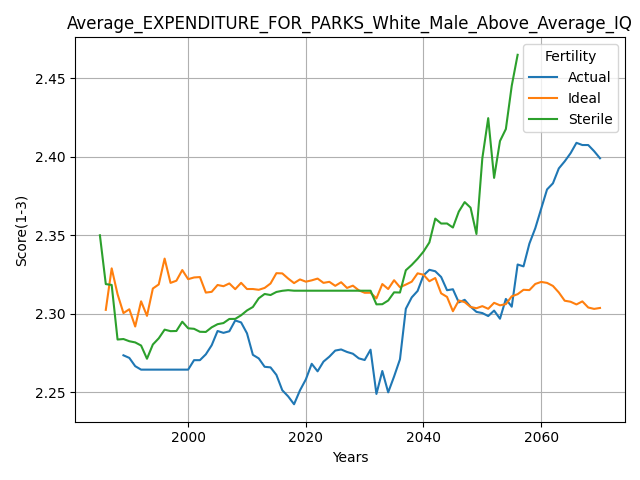 Average_EXPENDITURE_FOR_PARKS_White_Male_Above_Average_IQ
Fertility
Actual
Ideal
Sterile
Score(1-3)
2.45
2.40
2.35
2.30
2.25
2000 2020 2040 2060
Years